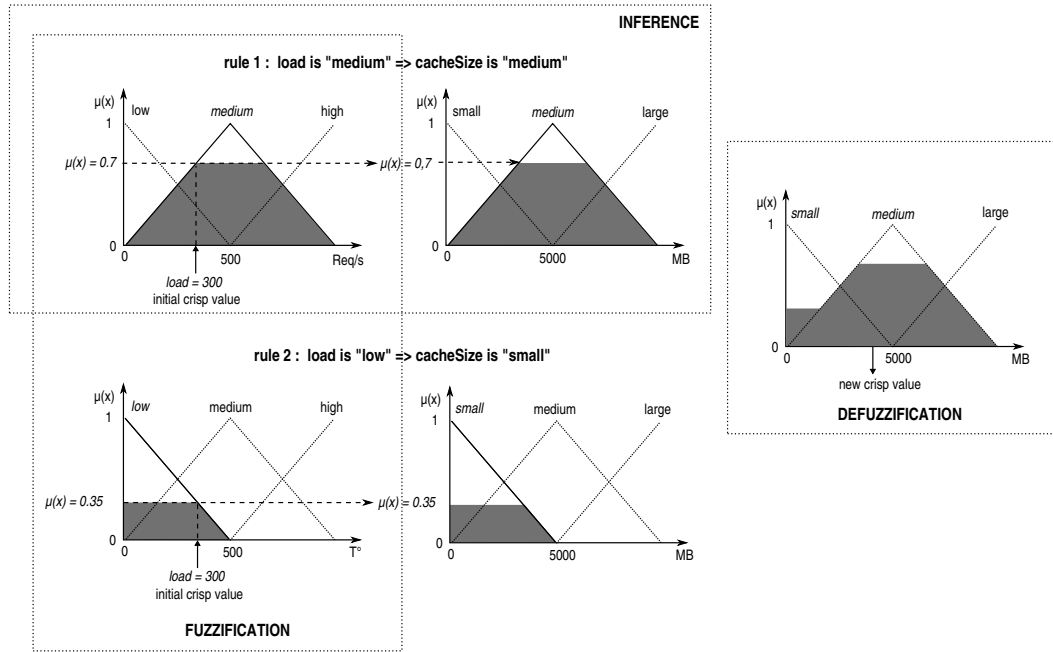 INFERENCE
rule 1 : load is "medium" => cacheSize is "medium"
μ(x)
low
medium
high
1
μ(x) = 0.7
0
0
500
Req/s
load = 300
initial crisp value
μ(x)
small
medium
large
1
μ(x) = 0,7
0
0
5000
MB
rule 2 : load is "low" => cacheSize is "small"
μ(x)
low
medium
high
1
μ(x) = 0.35
0
0
500
T°
load = 300
initial crisp value
FUZZIFICATION
μ(x)
small
medium
large
1
μ(x) = 0.35
0
0
5000
MB
μ(x)
small
medium
large
1
0
0
5000
MB
new crisp value
DEFUZZIFICATION